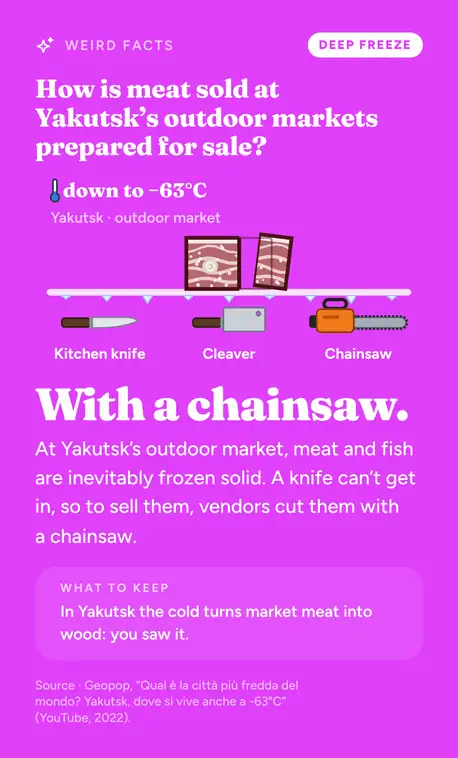 WEIRD FACTS
DEEP FREEZE
How is meat sold at
Yakutsk’s outdoor markets
prepared for sale?
down to −63°C
Yakutsk · outdoor market
Kitchen knife
Cleaver
Chainsaw
With a chainsaw.
At Yakutsk’s outdoor market, meat and fish
are inevitably frozen solid. A knife can’t get
in, so to sell them, vendors cut them with
a chainsaw.
WHAT TO KEEP
In Yakutsk the cold turns market meat into
wood: you saw it.
Source · Geopop, “Qual è la città più fredda del
mondo? Yakutsk, dove si vive anche a -63°C”
(YouTube, 2022).